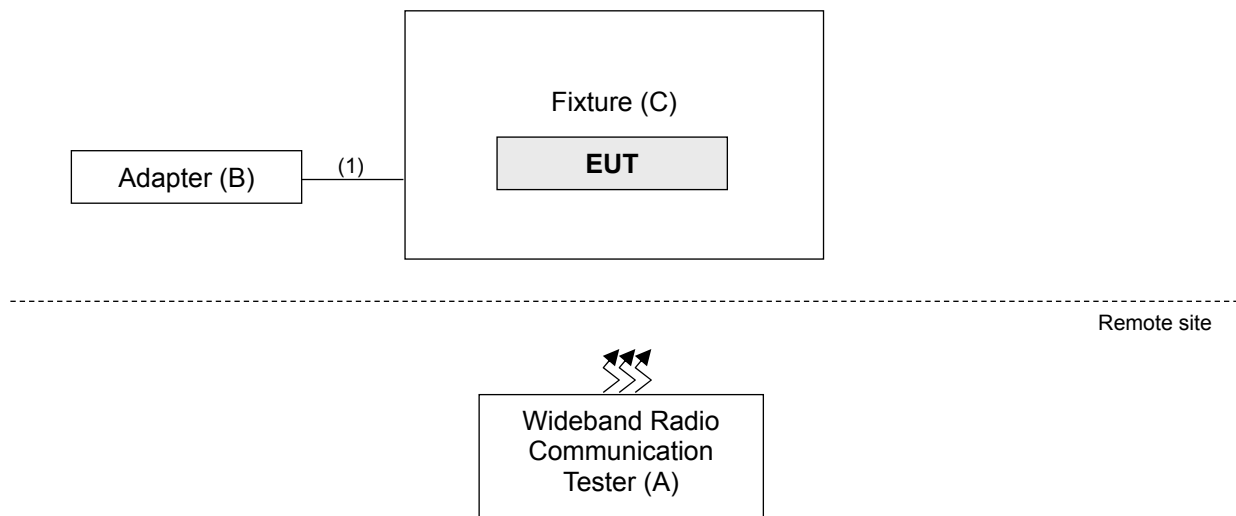 Fixture (C)
EUT
Adapter (B)
(1)
Remote site
Wideband Radio
Communication
Tester (A)